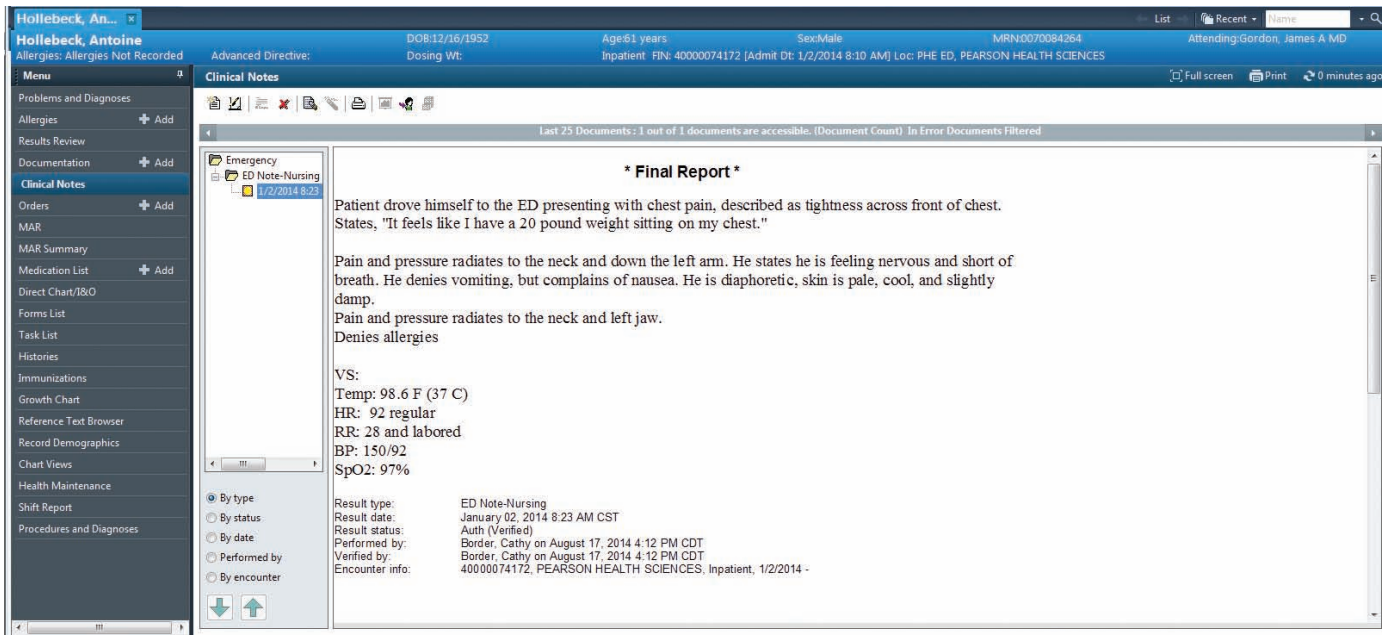 Hollebeck, An...
List
Recent
Name
Hollebeck, Antoine
DOB:12/16/1952
Age:61 years
Sex:Male
MRN:0070084264
Attending:Gordon, James A MD
Allergies: Allergies Not Recorded
Advanced Directive:
Dosing Wt:
Inpatient FIN: 40000074172 [Admit Dt: 1/2/2014 8:10 AM] Loc: PHE ED, PEARSON HEALTH SCIENCES
Menu
Clinical Notes
Full screen
Print
0 minutes ago
Problems and Diagnoses
Allergies
Add
Results Review
Documentation
Add
Clinical Notes
Orders
Add
MAR
MAR Summary
Medication List
Add
Direct Chart/I&O
Forms List
Task List
Histories
Immunizations
Growth Chart
Reference Text Browser
Record Demographics
Chart Views
Health Maintenance
Shift Report
Procedures and Diagnoses
Last 25 Documents : 1 out of 1 documents are accessible. (Document Count) In Error Documents Filtered
Emergency
ED Note-Nursing
1/2/2014 8:23
By type
By status
By date
Performed by
By encounter
* Final Report *
Patient drove himself to the ED presenting with chest pain, described as tightness across front of chest.
States, "It feels like I have a 20 pound weight sitting on my chest."
Pain and pressure radiates to the neck and down the left arm. He states he is feeling nervous and short of
breath. He denies vomiting, but complains of nausea. He is diaphoretic, skin is pale, cool, and slightly
damp.
Pain and pressure radiates to the neck and left jaw.
Denies allergies
VS:
Temp: 98.6 F (37 C)
HR: 92 regular
RR: 28 and labored
BP: 150/92
SpO2: 97%
Result type: ED Note-Nursing
Result date: January 02, 2014 8:23 AM CST
Result status: Auth (Verified)
Performed by: Border, Cathy on August 17, 2014 4:12 PM CDT
Verified by: Border, Cathy on August 17, 2014 4:12 PM CDT
Encounter info: 40000074172, PEARSON HEALTH SCIENCES, Inpatient, 1/2/2014 -